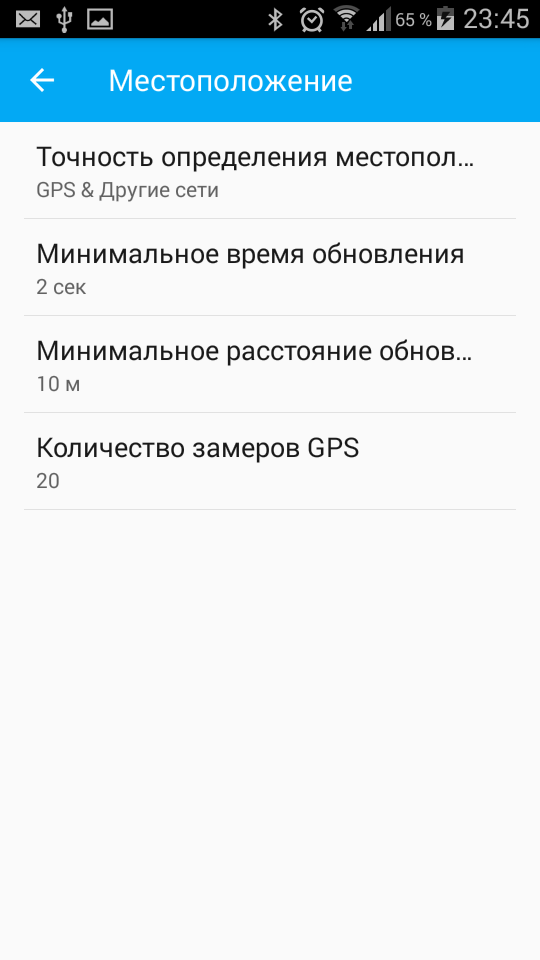 65 % 23:45
Местоположение
Точность определения местопол...
GPS & Другие сети
Минимальное время обновления
2 сек
Минимальное расстояние обнов...
10 м
Количество замеров GPS
20